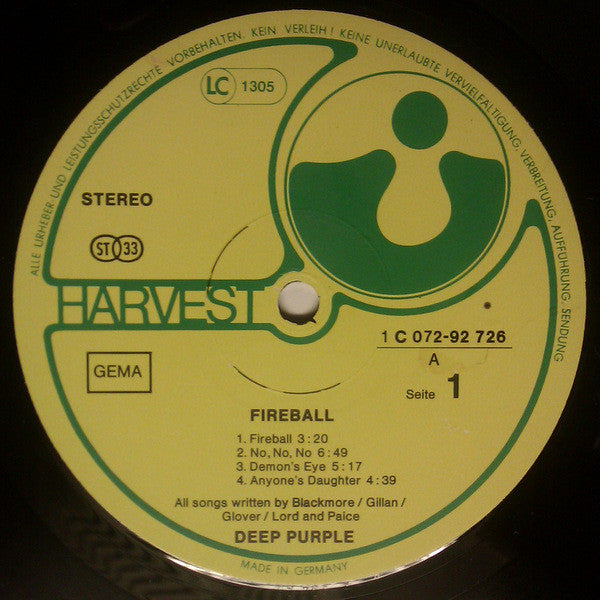 ALLE URHEBER UND LEISTUNGSSCHUTZRECHTE VORBEHALTEN. KEIN VERLEIH! KEINE UNERLAUBTE VERVIELFÄLTIGUNG, VERBREITUNG, AUFFÜHRUNG, SENDUNG
LC 1305
STEREO
ST 33
HARVEST
1 C 072-92 726
A
GEMA
Seite 1
FIREBALL
1. Fireball 3:20
2. No, No, No 6:49
3. Demon's Eye 5:17
4. Anyone's Daughter 4:39
All songs written by Blackmore / Gillan /
Glover / Lord and Paice
DEEP PURPLE
MADE IN GERMANY